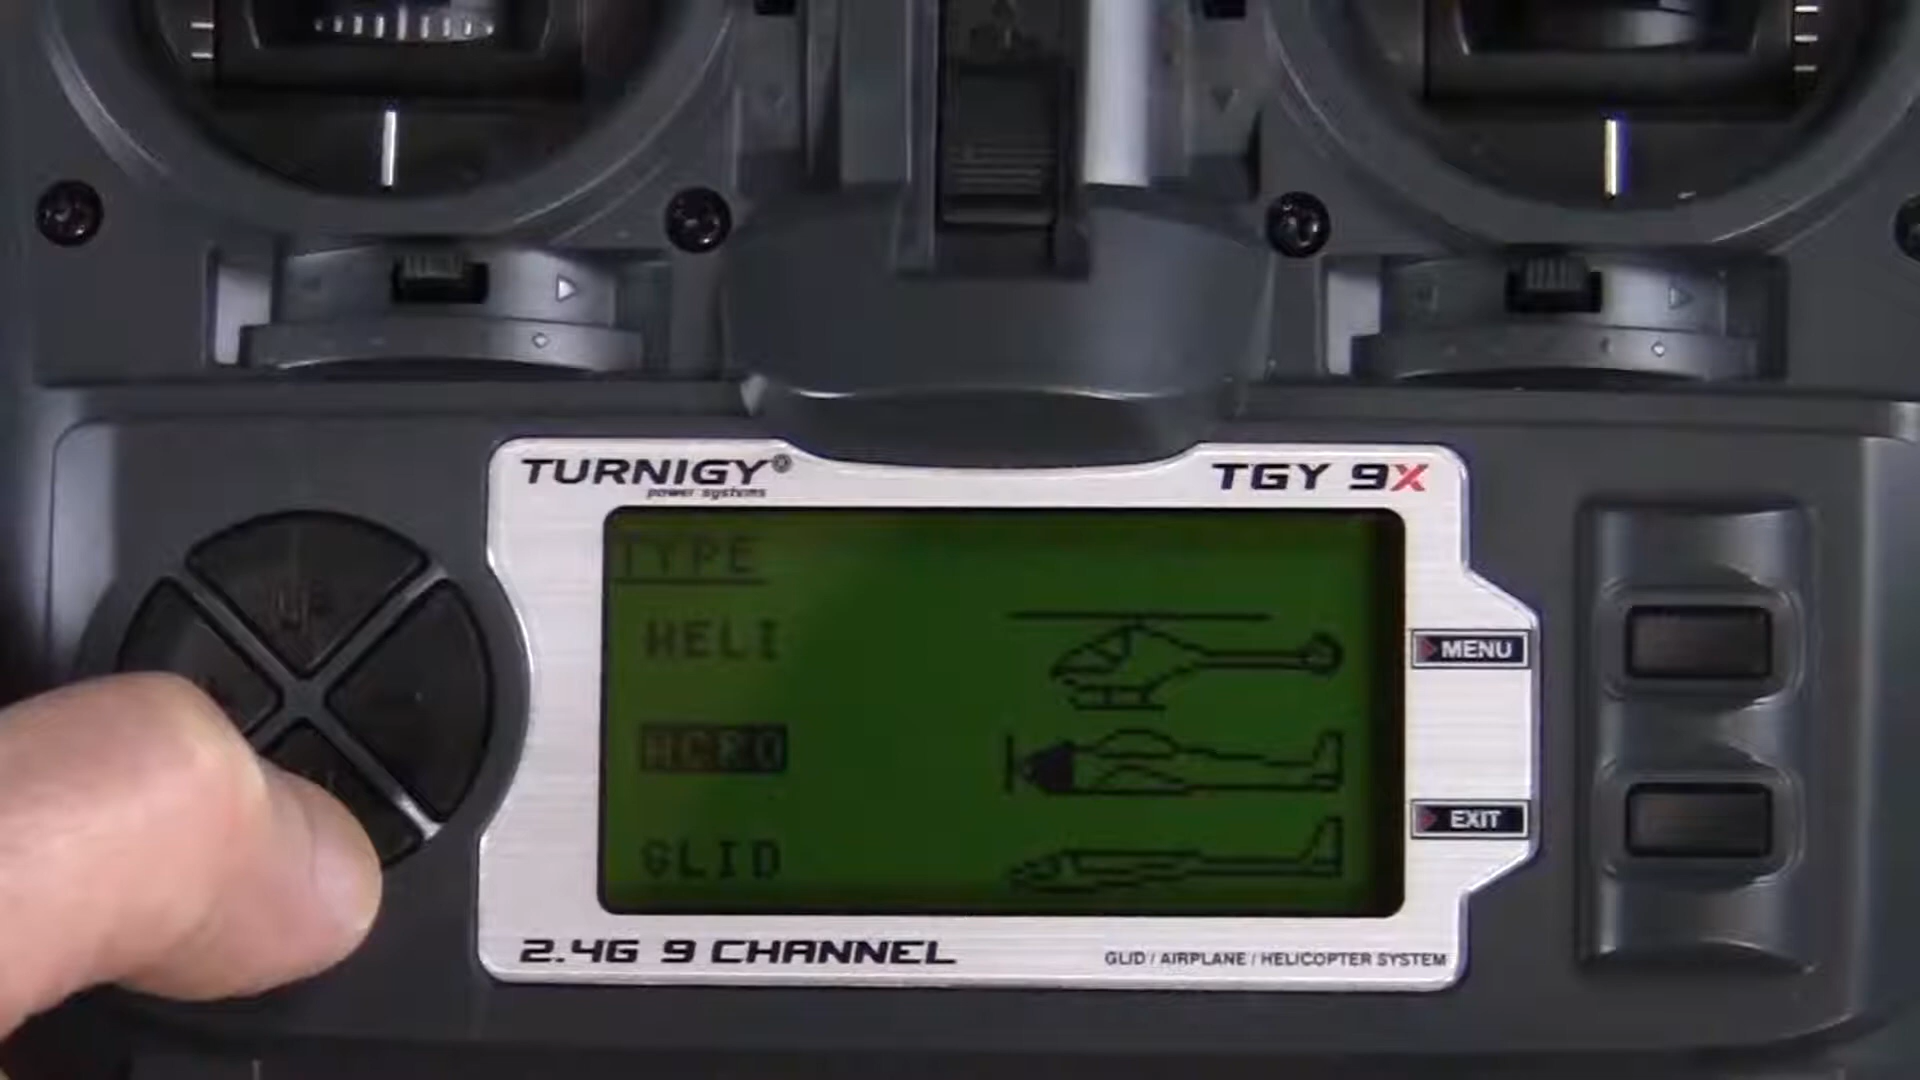 TURNIGY®
power systems
TGY 9X
TYPE
HELI
ACRO
GLID
MENU
EXIT
2.4G 9 CHANNEL
GLID / AIRPLANE / HELICOPTER SYSTEM